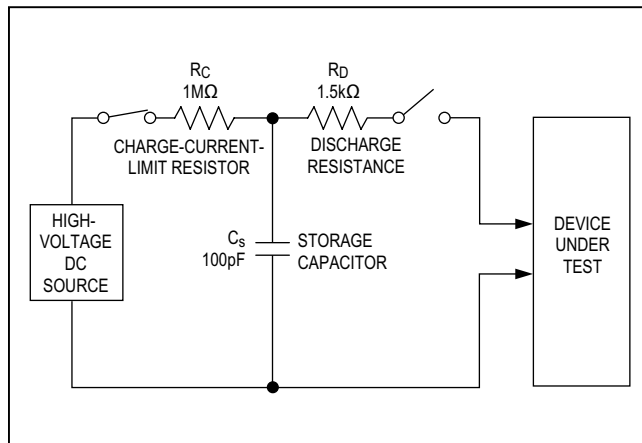 RC
1MΩ
CHARGE-CURRENT-
LIMIT RESISTOR
RD
1.5kΩ
DISCHARGE
RESISTANCE
HIGH-
VOLTAGE
DC
SOURCE
Cs
100pF
STORAGE
CAPACITOR
DEVICE
UNDER
TEST